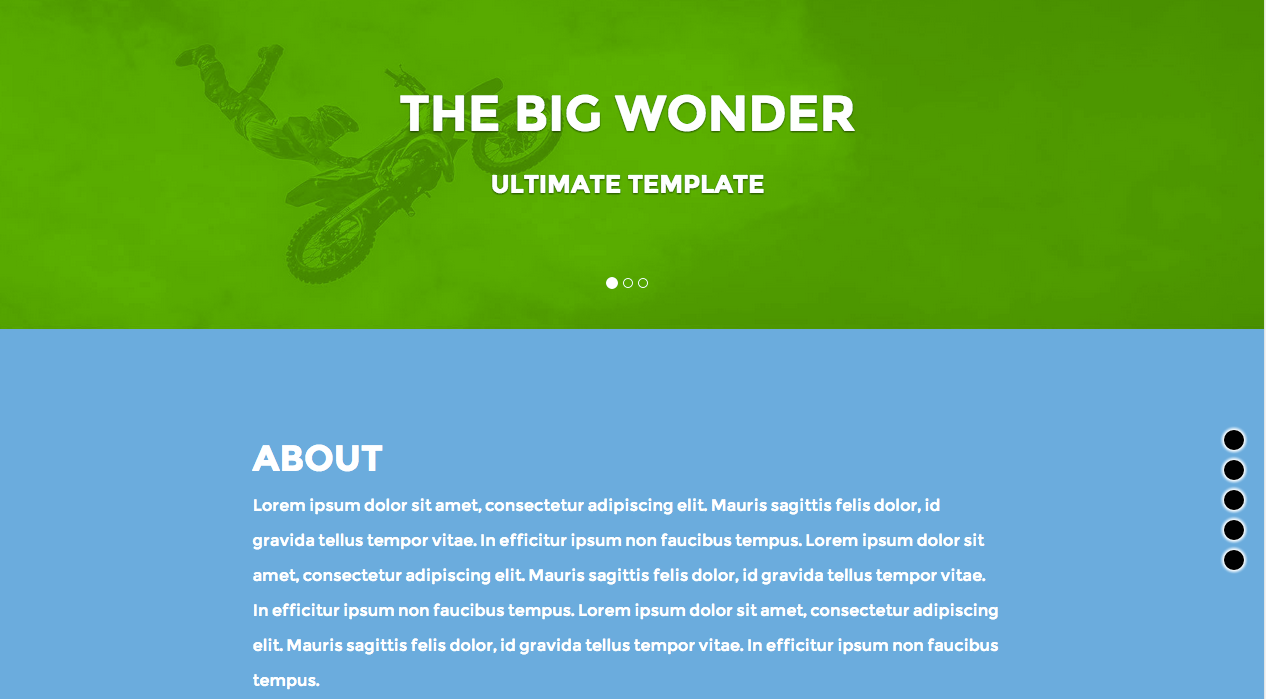 THE BIG WONDER
ULTIMATE TEMPLATE
ABOUT
Lorem ipsum dolor sit amet, consectetur adipiscing elit. Mauris sagittis felis dolor, id
gravida tellus tempor vitae. In efficitur ipsum non faucibus tempus. Lorem ipsum dolor sit
amet, consectetur adipiscing elit. Mauris sagittis felis dolor, id gravida tellus tempor vitae.
In efficitur ipsum non faucibus tempus. Lorem ipsum dolor sit amet, consectetur adipiscing
elit. Mauris sagittis felis dolor, id gravida tellus tempor vitae. In efficitur ipsum non faucibus
tempus.